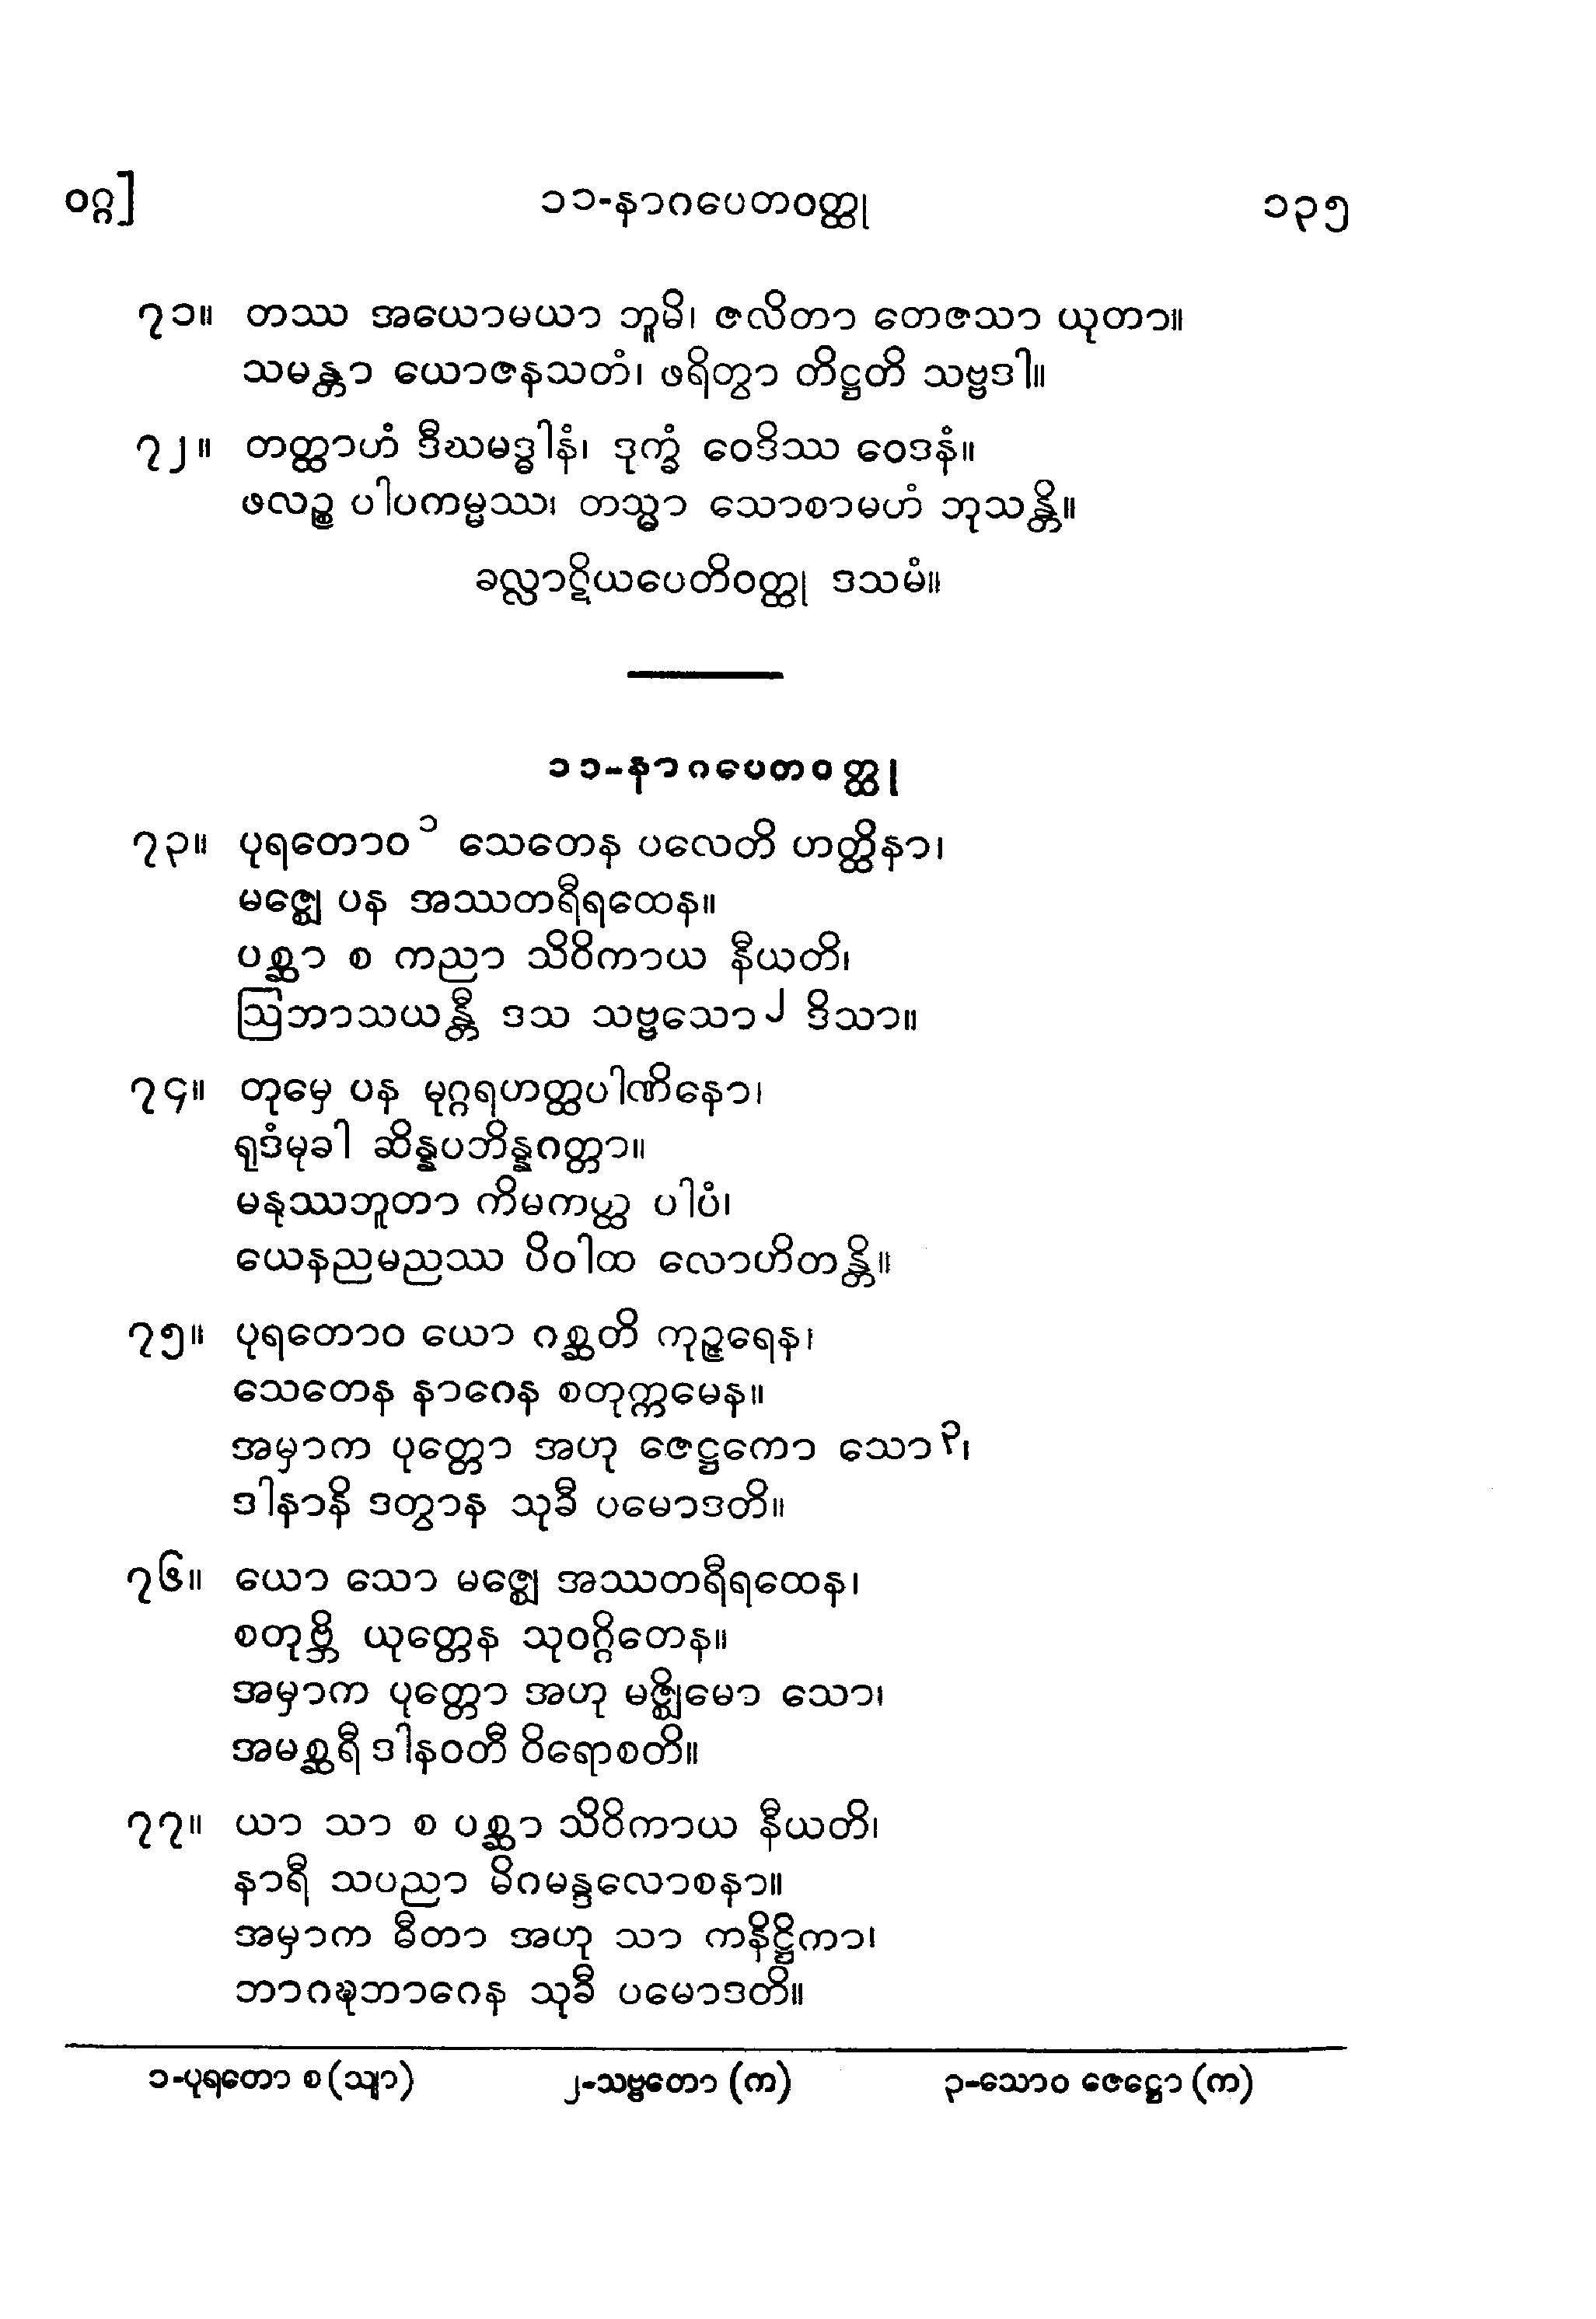 ဝဂ္ဂ] ၁၁-နာဂပေတဝတ္ထု ၁၃၅
၇၁။ တဿ အယောမယာ ဘူမိ၊ ဇလိတာ တေဇသာ ယုတာ။
သမန္တာ ယောဇနသတံ၊ ဖရိတွာ တိဋ္ဌတိ သဗ္ဗဒါ။
၇၂။ တတ္ထာဟံ ဒီဃမဒ္ဓါနံ၊ ဒုက္ခံ ဝေဒိဿ ဝေဒနံ။
ဖလဉ္စ ပါပကမ္မဿ၊ တသ္မာ သောစာမဟံ ဘုသန္တိ။
ခလ္လာဋိယပေတိဝတ္ထု ဒသမံ။
၁၁-နာဂပေတဝတ္ထု
၇၃။ ပုရတောဝ ၁ သေတေန ပလေတိ ဟတ္ထိနာ၊
မဇ္ဈေ ပန အဿတရီရထေန။
ပစ္ဆာ စ ကညာ သိဝိကာယ နီယတိ၊
ဩဘာသယန္တီ ဒသ သဗ္ဗသော ၂ ဒိသာ။
၇၄။ တုမှေ ပန မုဂ္ဂရဟတ္ထပါဏိနော၊
ရုဒံမုခါ ဆိန္နပဘိန္နဂတ္တာ။
မနုဿဘူတာ ကိမကတ္ထ ပါပံ၊
ယေနညမညဿ ပိဝါထ လောဟိတန္တိ။
၇၅။ ပုရတောဝ ယော ဂစ္ဆတိ ကုဉ္ဇရေန၊
သေတေန နာဂေန စတုက္ကမေန။
အမှာက ပုတ္တော အဟု ဇေဋ္ဌကော သော ၃၊
ဒါနာနိ ဒတွာန သုခီ ပမောဒတိ။
၇၆။ ယော သော မဇ္ဈေ အဿတရီရထေန၊
စတုဗ္ဘိ ယုတ္တေန သုဝဂ္ဂိတေန။
အမှာက ပုတ္တော အဟု မဇ္ဈိမော သော၊
အမစ္ဆရီ ဒါနဝတီ ဝိရောစတိ။
၇၇။ ယာ သာ စ ပစ္ဆာ သိဝိကာယ နီယတိ၊
နာရီ သပညာ မိဂမန္ဒလောစနာ။
အမှာက ဓီတာ အဟု သာ ကနိဋ္ဌိကာ၊
ဘာဂဍ္ဎဘာဂေန သုခီ ပမောဒတိ။
၁-ပုရတော စ (သျာ) ၂-သဗ္ဗတော (က) ၃-သောဝ ဇေဋ္ဌော (က)